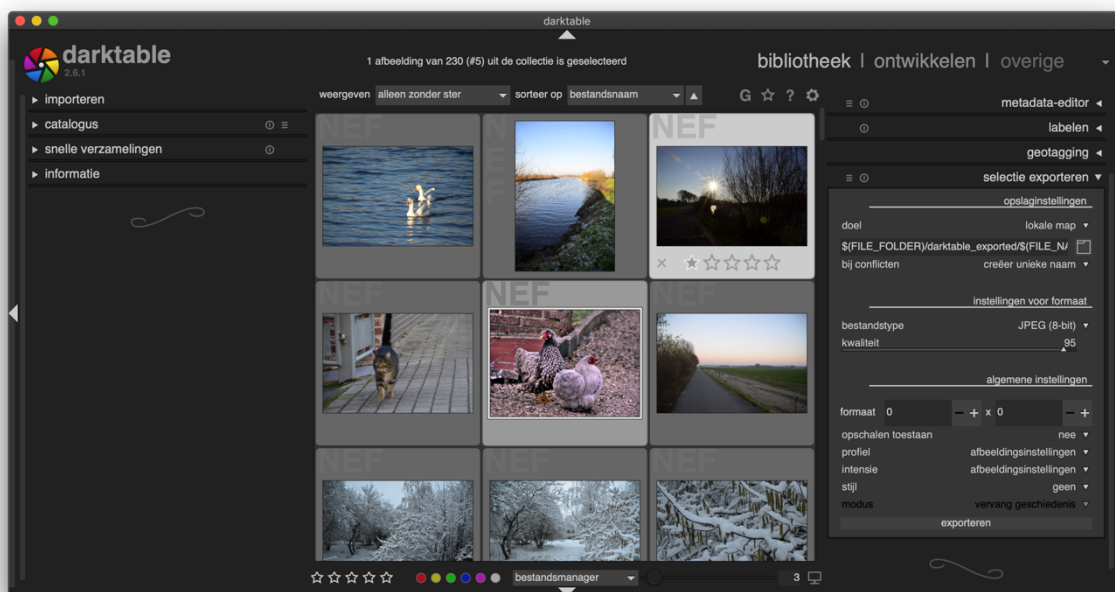 darktable
darktable
2.6.1
1 afbeelding van 230 (#5) uit de collectie is geselecteerd
bibliotheek | ontwikkelen | overige
weergeven alleen zonder ster sorteer op bestandsnaam
G ?
importeren
catalogus
snelle verzamelingen
informatie
NEF
NEF
NEF
NEF
NEF
NEF
NEF
NEF
NEF
bestandsmanager
3
metadata-editor
labelen
geotagging
selectie exporteren
opslaginstellingen
doel lokale map
$(FILE_FOLDER)/darktable_exported/$(FILE_NA
bij conflicten creëer unieke naam
instellingen voor formaat
bestandstype JPEG (8-bit)
kwaliteit 95
algemene instellingen
formaat 0 − + x 0 − +
opschalen toestaan nee
profiel afbeeldingsinstellingen
intensie afbeeldingsinstellingen
stijl geen
modus vervang geschiedenis
exporteren